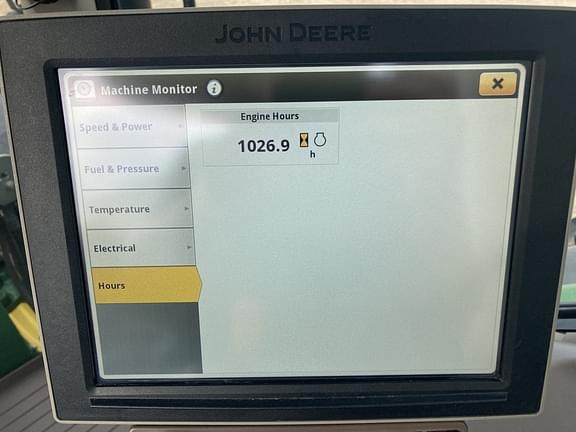 JOHN DEERE
Machine Monitor i
Speed & Power
Fuel & Pressure
Temperature
Electrical
Hours
Engine Hours
1026.9
h